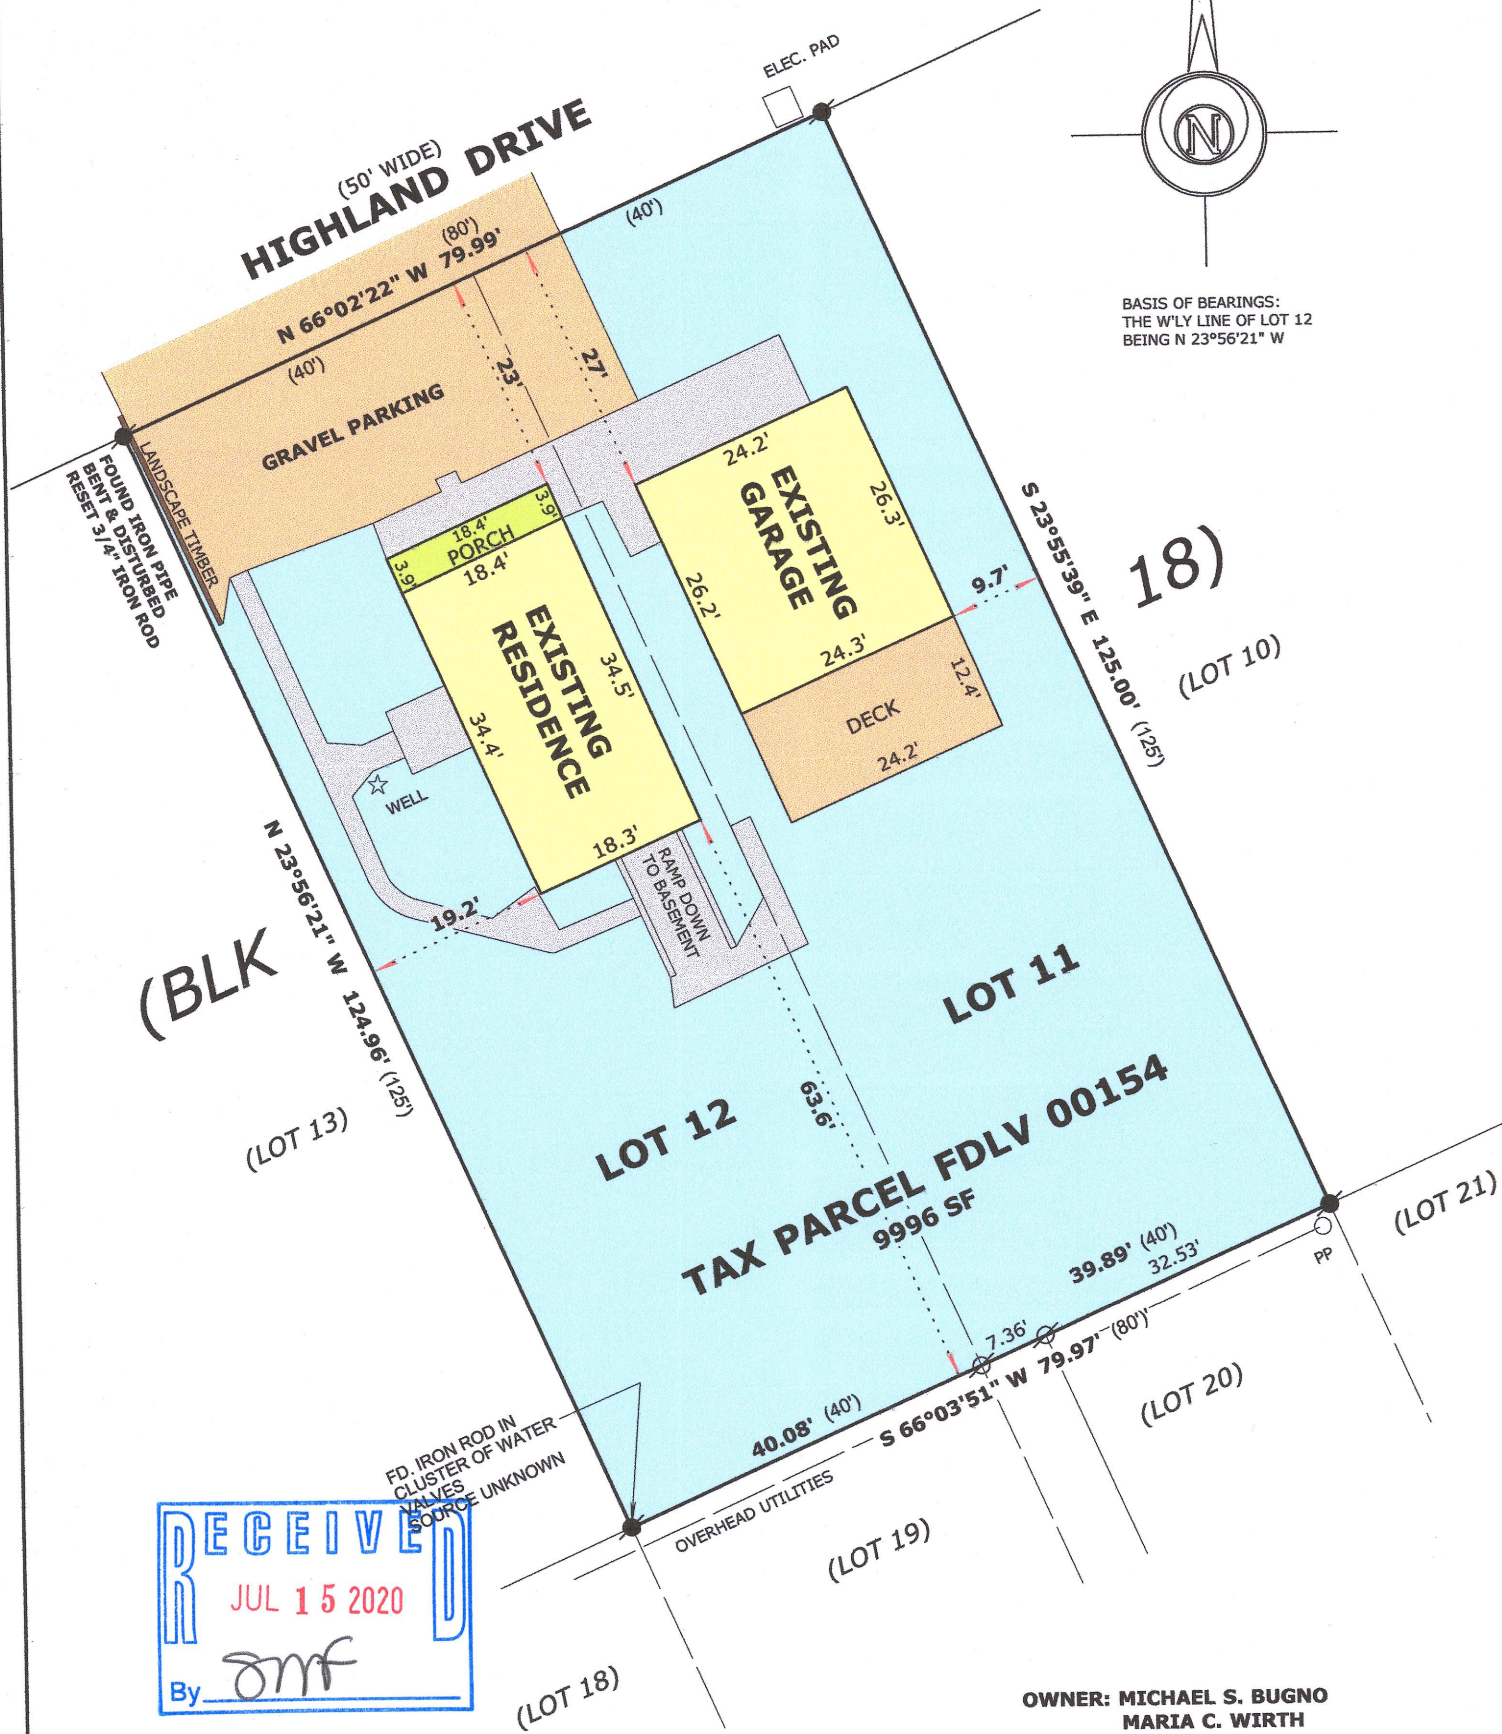 ELEC. PAD
(50' WIDE)
HIGHLAND DRIVE
(80')
N 66°02'22" W 79.99'
(40')
(40')
N
BASIS OF BEARINGS:
THE W'LY LINE OF LOT 12
BEING N 23°56'21" W
GRAVEL PARKING
23'
27'
LANDSCAPE TIMBER
FOUND IRON PIPE
BENT & DISTURBED
RESET 3/4" IRON ROD
18.4'
PORCH
3.9'
3.9'
18.4'
EXISTING
RESIDENCE
34.5'
34.4'
18.3'
24.2'
EXISTING
GARAGE
26.3'
26.2'
24.3'
9.7'
DECK
12.4'
24.2'
S 23°55'39" E 125.00' (125')
18)
(LOT 10)
WELL
RAMP DOWN
TO BASEMENT
19.2'
N 23°56'21" W 124.96' (125')
(BLK
(LOT 13)
LOT 11
LOT 12
63.6'
TAX PARCEL FDLV 00154
9996 SF
39.89' (40')
32.53'
7.36'
PP
(LOT 21)
(LOT 20)
40.08' (40')
S 66°03'51" W 79.97' (80')
OVERHEAD UTILITIES
(LOT 19)
(LOT 18)
FD. IRON ROD IN
CLUSTER OF WATER
VALVES
SOURCE UNKNOWN
RECEIVED
JUL 15 2020
By SMF
OWNER: MICHAEL S. BUGNO
MARIA C. WIRTH